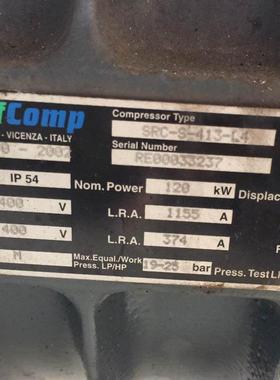 fComp
- VICENZA - ITALY
Compressor Type
SRC-S-413-L4
Serial Number
RE00033237
- 2002
IP 54
Nom. Power 120 kW
Displac
400 V
L.R.A. 1155 A
400 V
L.R.A. 374 A
M
Max.Equal./Work
Press. LP/HP
19-25 bar
Press. Test L